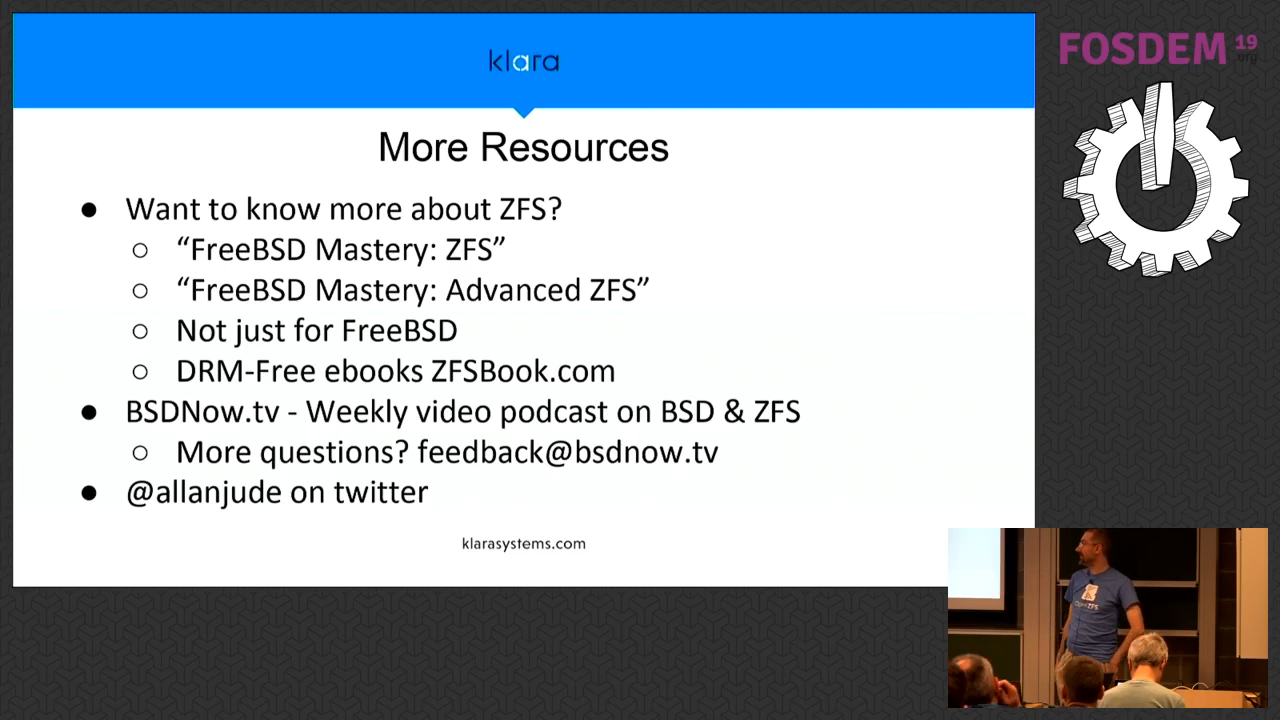 klara
FOSDEM 19
.org
More Resources
● Want to know more about ZFS?
○ “FreeBSD Mastery: ZFS”
○ “FreeBSD Mastery: Advanced ZFS”
○ Not just for FreeBSD
○ DRM-Free ebooks ZFSBook.com
● BSDNow.tv - Weekly video podcast on BSD & ZFS
○ More questions? feedback@bsdnow.tv
● @allanjude on twitter
klarasystems.com